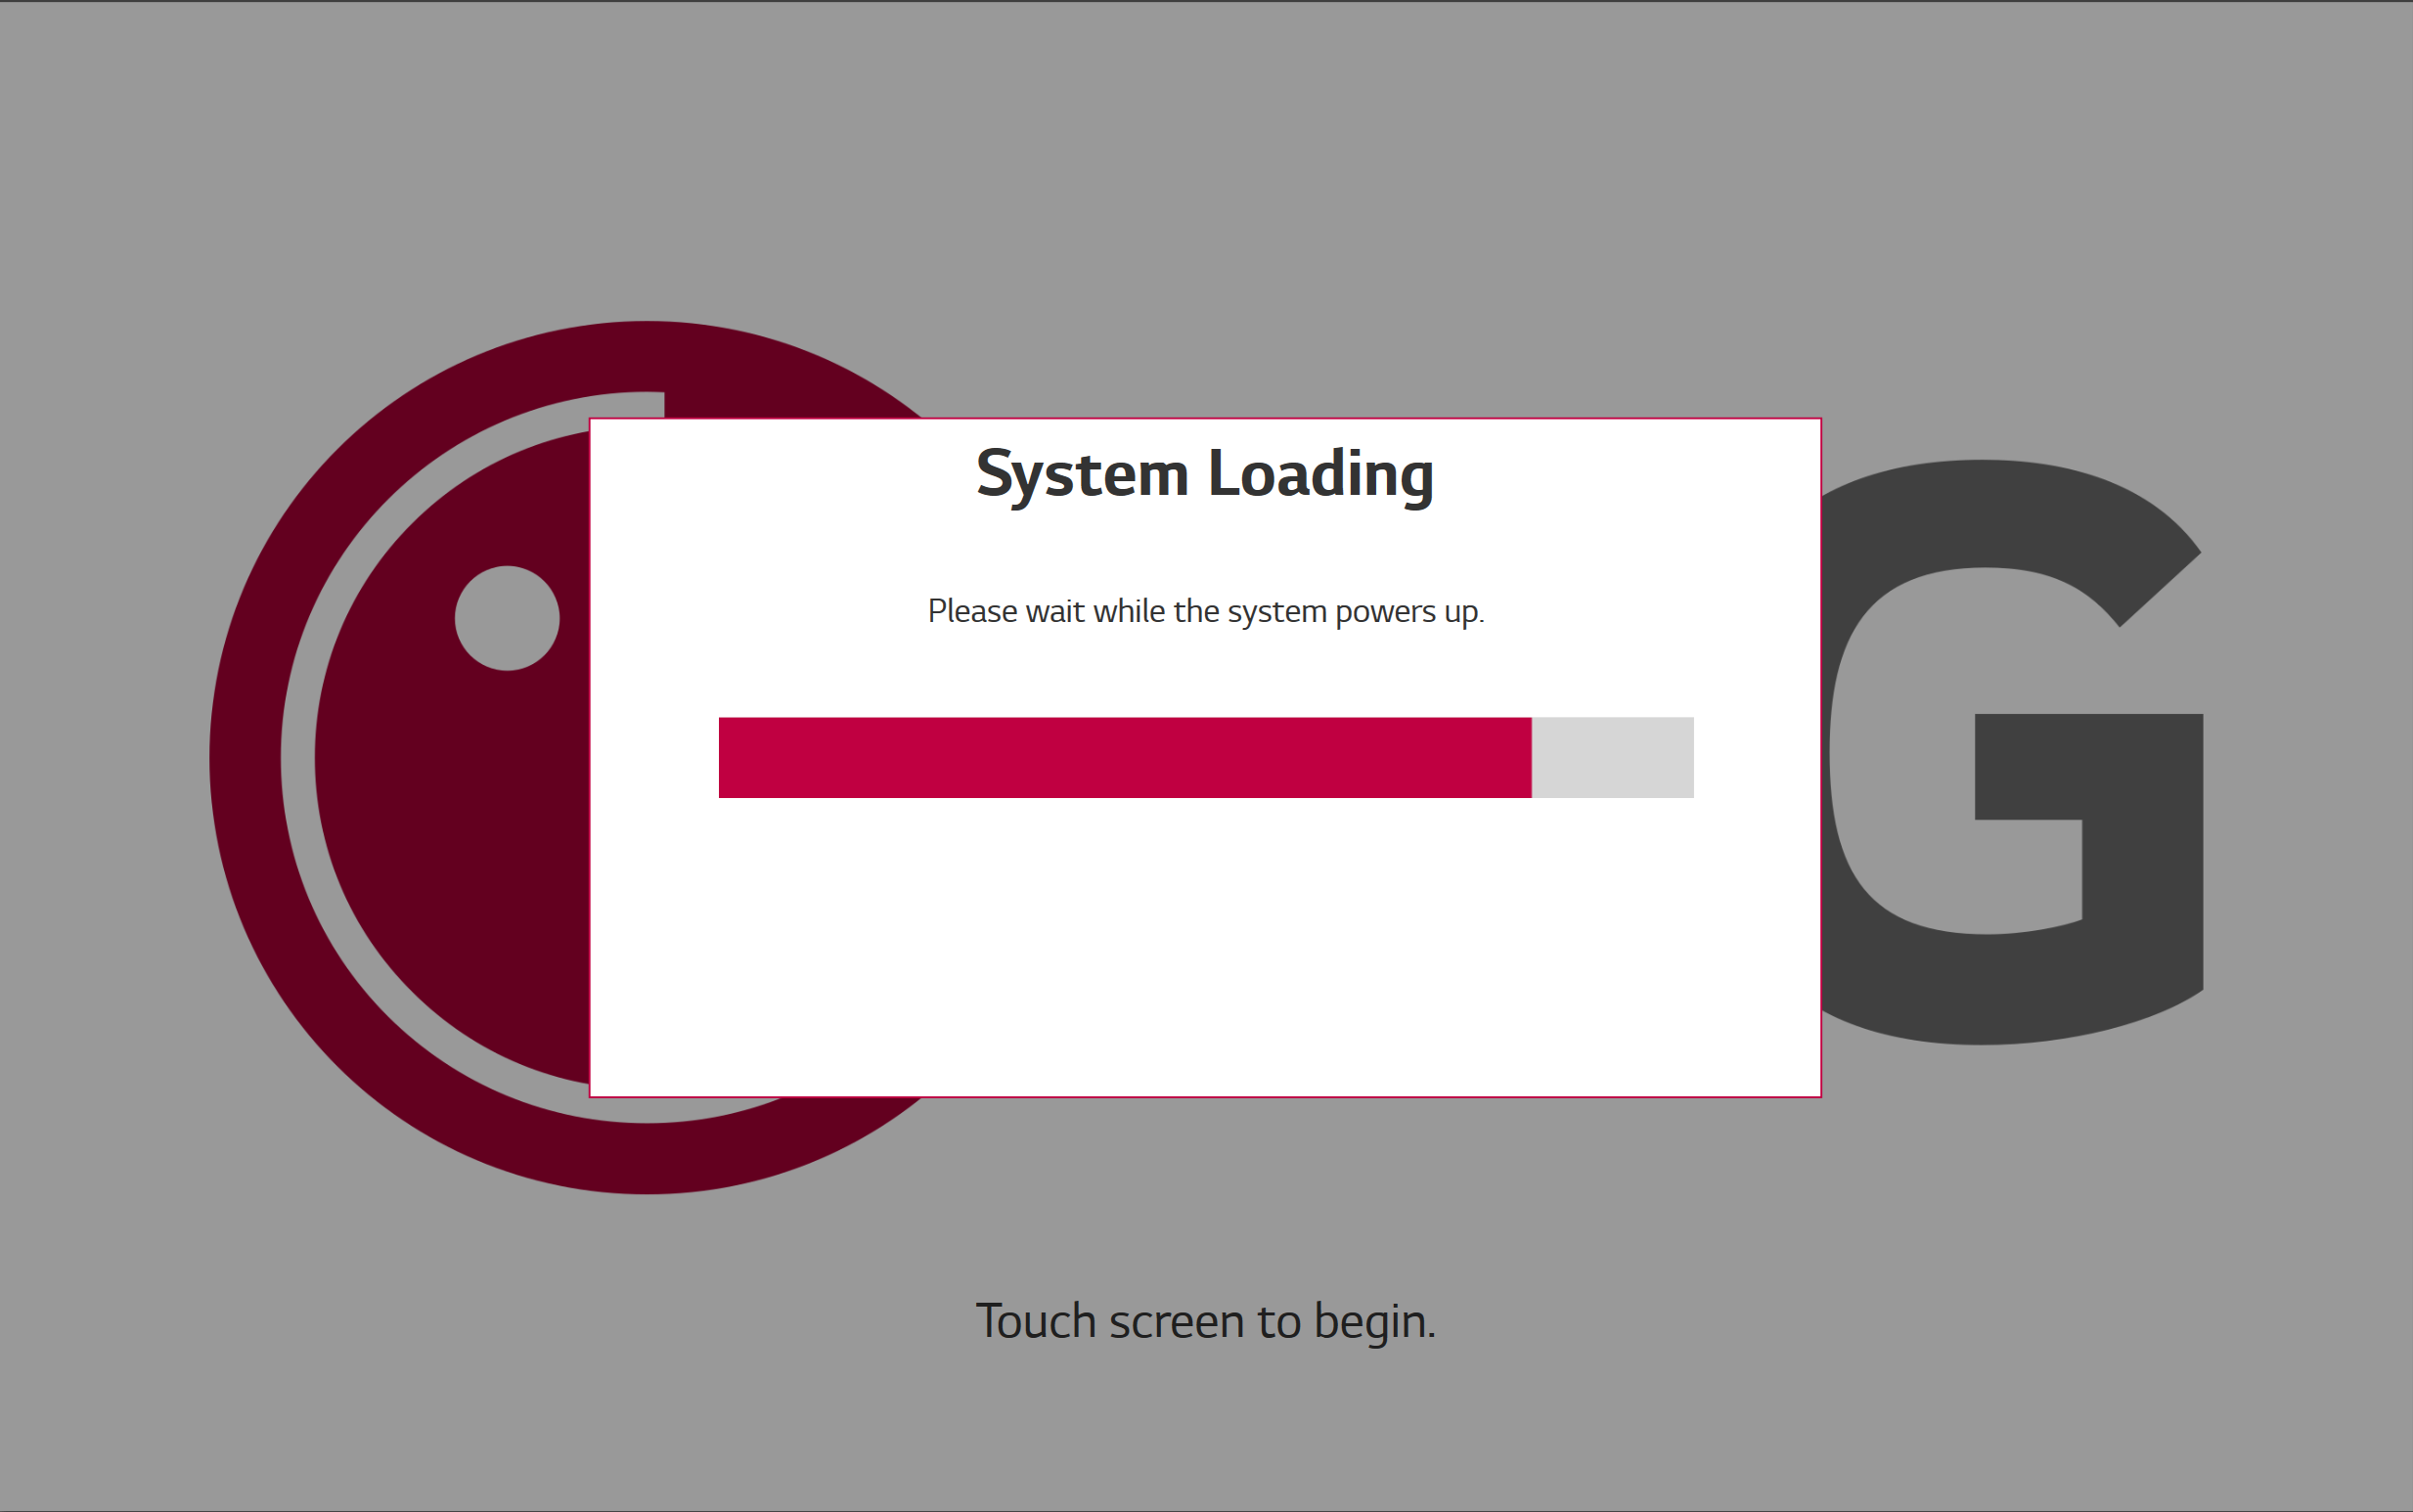 System Loading
Please wait while the system powers up.
G
Touch screen to begin.